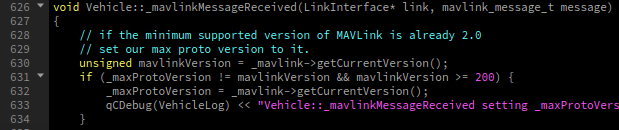 626 void Vehicle::_mavlinkMessageReceived(LinkInterface* link, mavlink_message_t message)
627 {
628 // if the minimum supported version of MAVLink is already 2.0
629 // set our max proto version to it.
630 unsigned mavlinkVersion = _mavlink->getCurrentVersion();
631 if (_maxProtoVersion != mavlinkVersion && mavlinkVersion >= 200) {
632 _maxProtoVersion = _mavlink->getCurrentVersion();
633 qCDebug(VehicleLog) << "Vehicle::_mavlinkMessageReceived setting _maxProtoVers
634 }